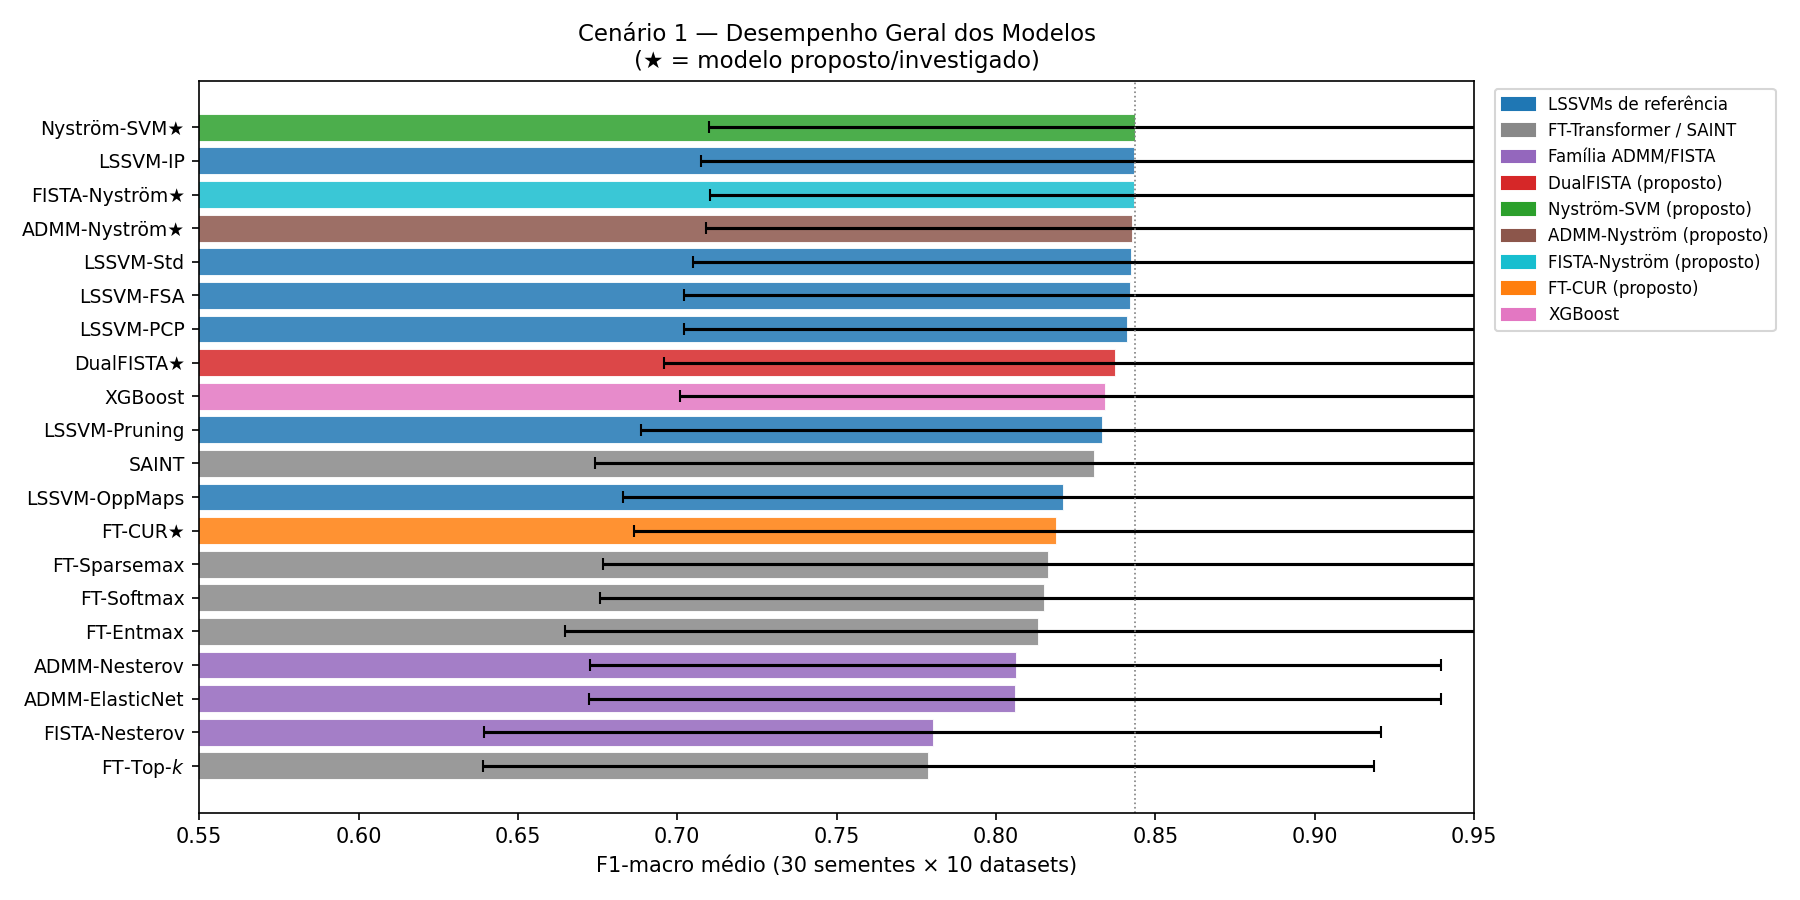 Cenário 1 — Desempenho Geral dos Modelos
(★ = modelo proposto/investigado)
Nyström-SVM★
LSSVM-IP
FISTA-Nyström★
ADMM-Nyström★
LSSVM-Std
LSSVM-FSA
LSSVM-PCP
DualFISTA★
XGBoost
LSSVM-Pruning
SAINT
LSSVM-OppMaps
FT-CUR★
FT-Sparsemax
FT-Softmax
FT-Entmax
ADMM-Nesterov
ADMM-ElasticNet
FISTA-Nesterov
FT-Top-k
0.55 0.60 0.65 0.70 0.75 0.80 0.85 0.90 0.95
F1-macro médio (30 sementes × 10 datasets)
LSSVMs de referência
FT-Transformer / SAINT
Família ADMM/FISTA
DualFISTA (proposto)
Nyström-SVM (proposto)
ADMM-Nyström (proposto)
FISTA-Nyström (proposto)
FT-CUR (proposto)
XGBoost